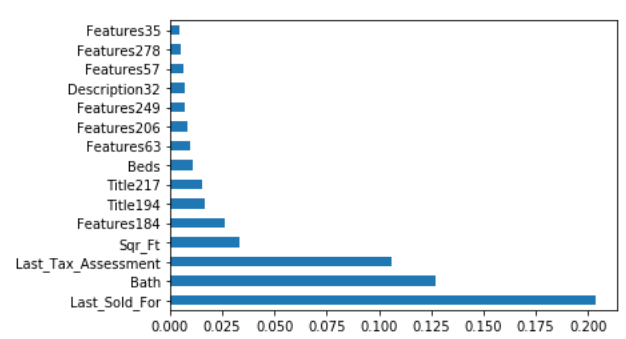 Features35
Features278
Features57
Description32
Features249
Features206
Features63
Beds
Title217
Title194
Features184
Sqr_Ft
Last_Tax_Assessment
Bath
Last_Sold_For
0.000 0.025 0.050 0.075 0.100 0.125 0.150 0.175 0.200